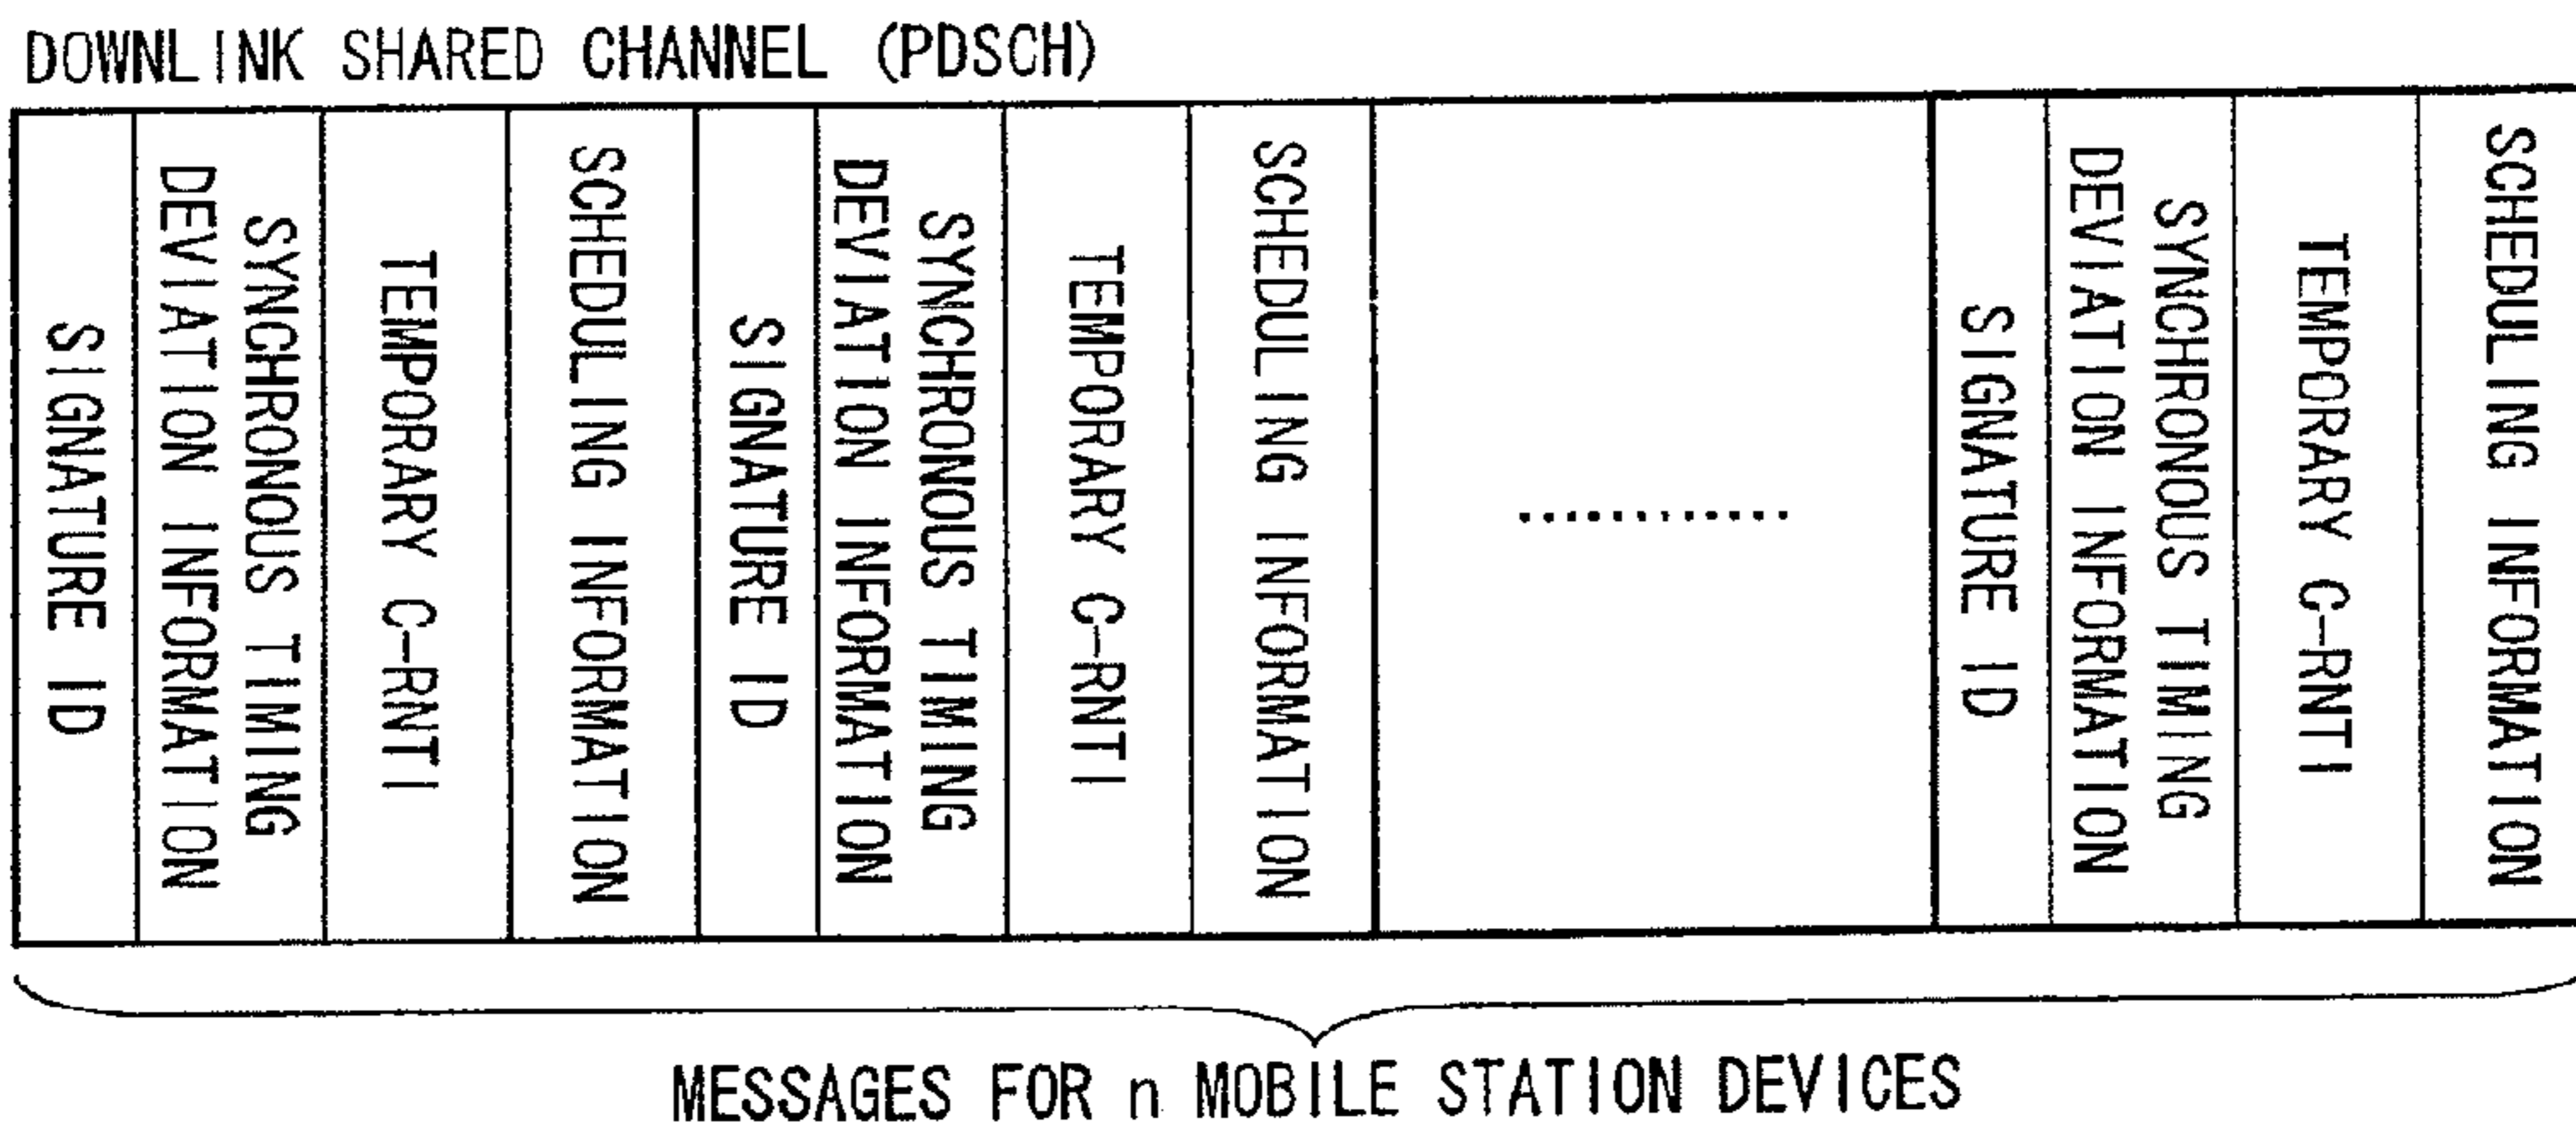 DOWNLINK SHARED CHANNEL (PDSCH)
SIGNATURE ID
SYNCHRONOUS TIMING
DEVIATION INFORMATION
TEMPORARY C-RNTI
SCHEDULING INFORMATION
SIGNATURE ID
SYNCHRONOUS TIMING
DEVIATION INFORMATION
TEMPORARY C-RNTI
SCHEDULING INFORMATION
...........
SIGNATURE ID
SYNCHRONOUS TIMING
DEVIATION INFORMATION
TEMPORARY C-RNTI
SCHEDULING INFORMATION
MESSAGES FOR n MOBILE STATION DEVICES